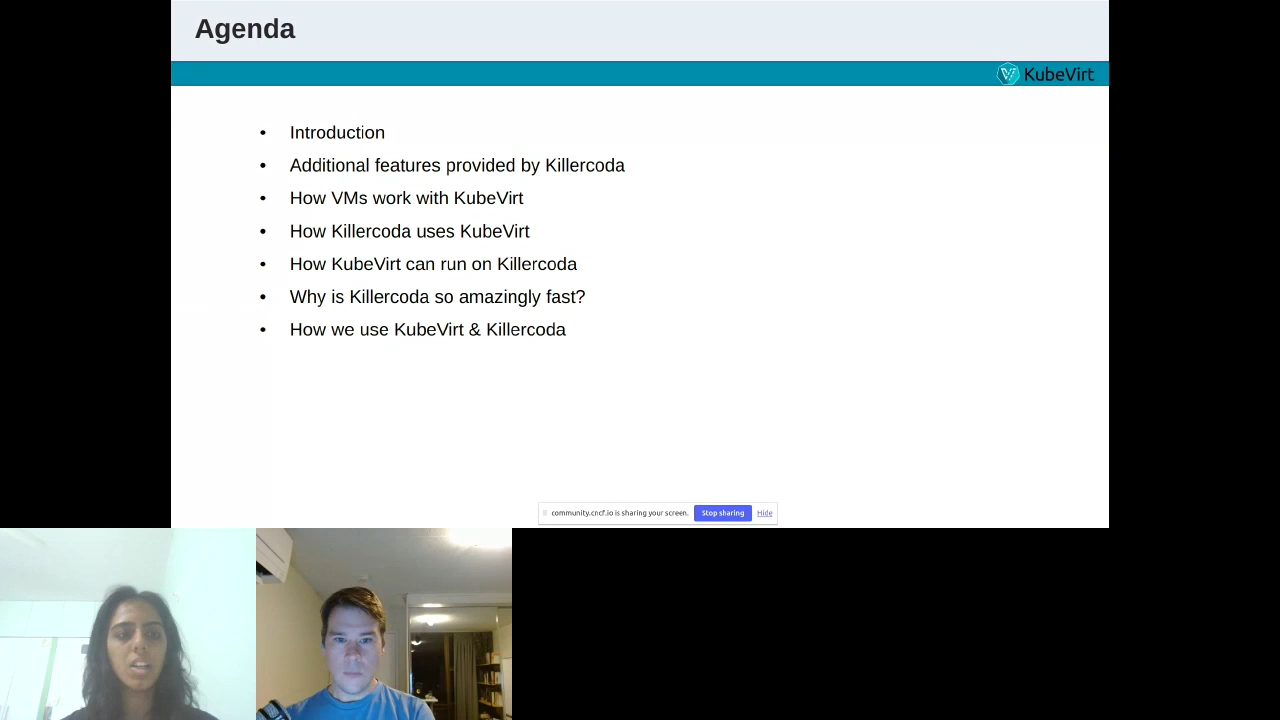 Agenda
KubeVirt
• Introduction
• Additional features provided by Killercoda
• How VMs work with KubeVirt
• How Killercoda uses KubeVirt
• How KubeVirt can run on Killercoda
• Why is Killercoda so amazingly fast?
• How we use KubeVirt & Killercoda
community.cncf.io is sharing your screen. Stop sharing Hide